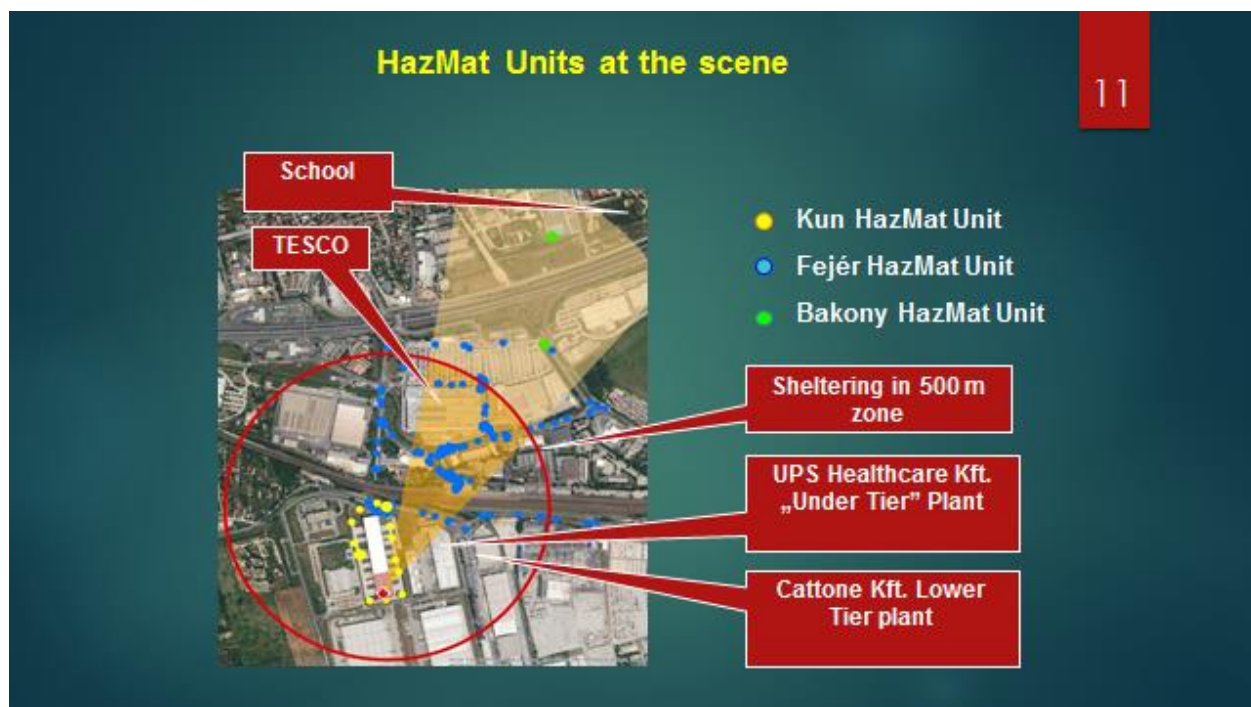 HazMat Units at the scene
11
School
TESCO
Kun HazMat Unit
Fejér HazMat Unit
Bakony HazMat Unit
Sheltering in 500 m
zone
UPS Healthcare Kft.
„Under Tier” Plant
Cattone Kft. Lower
Tier plant